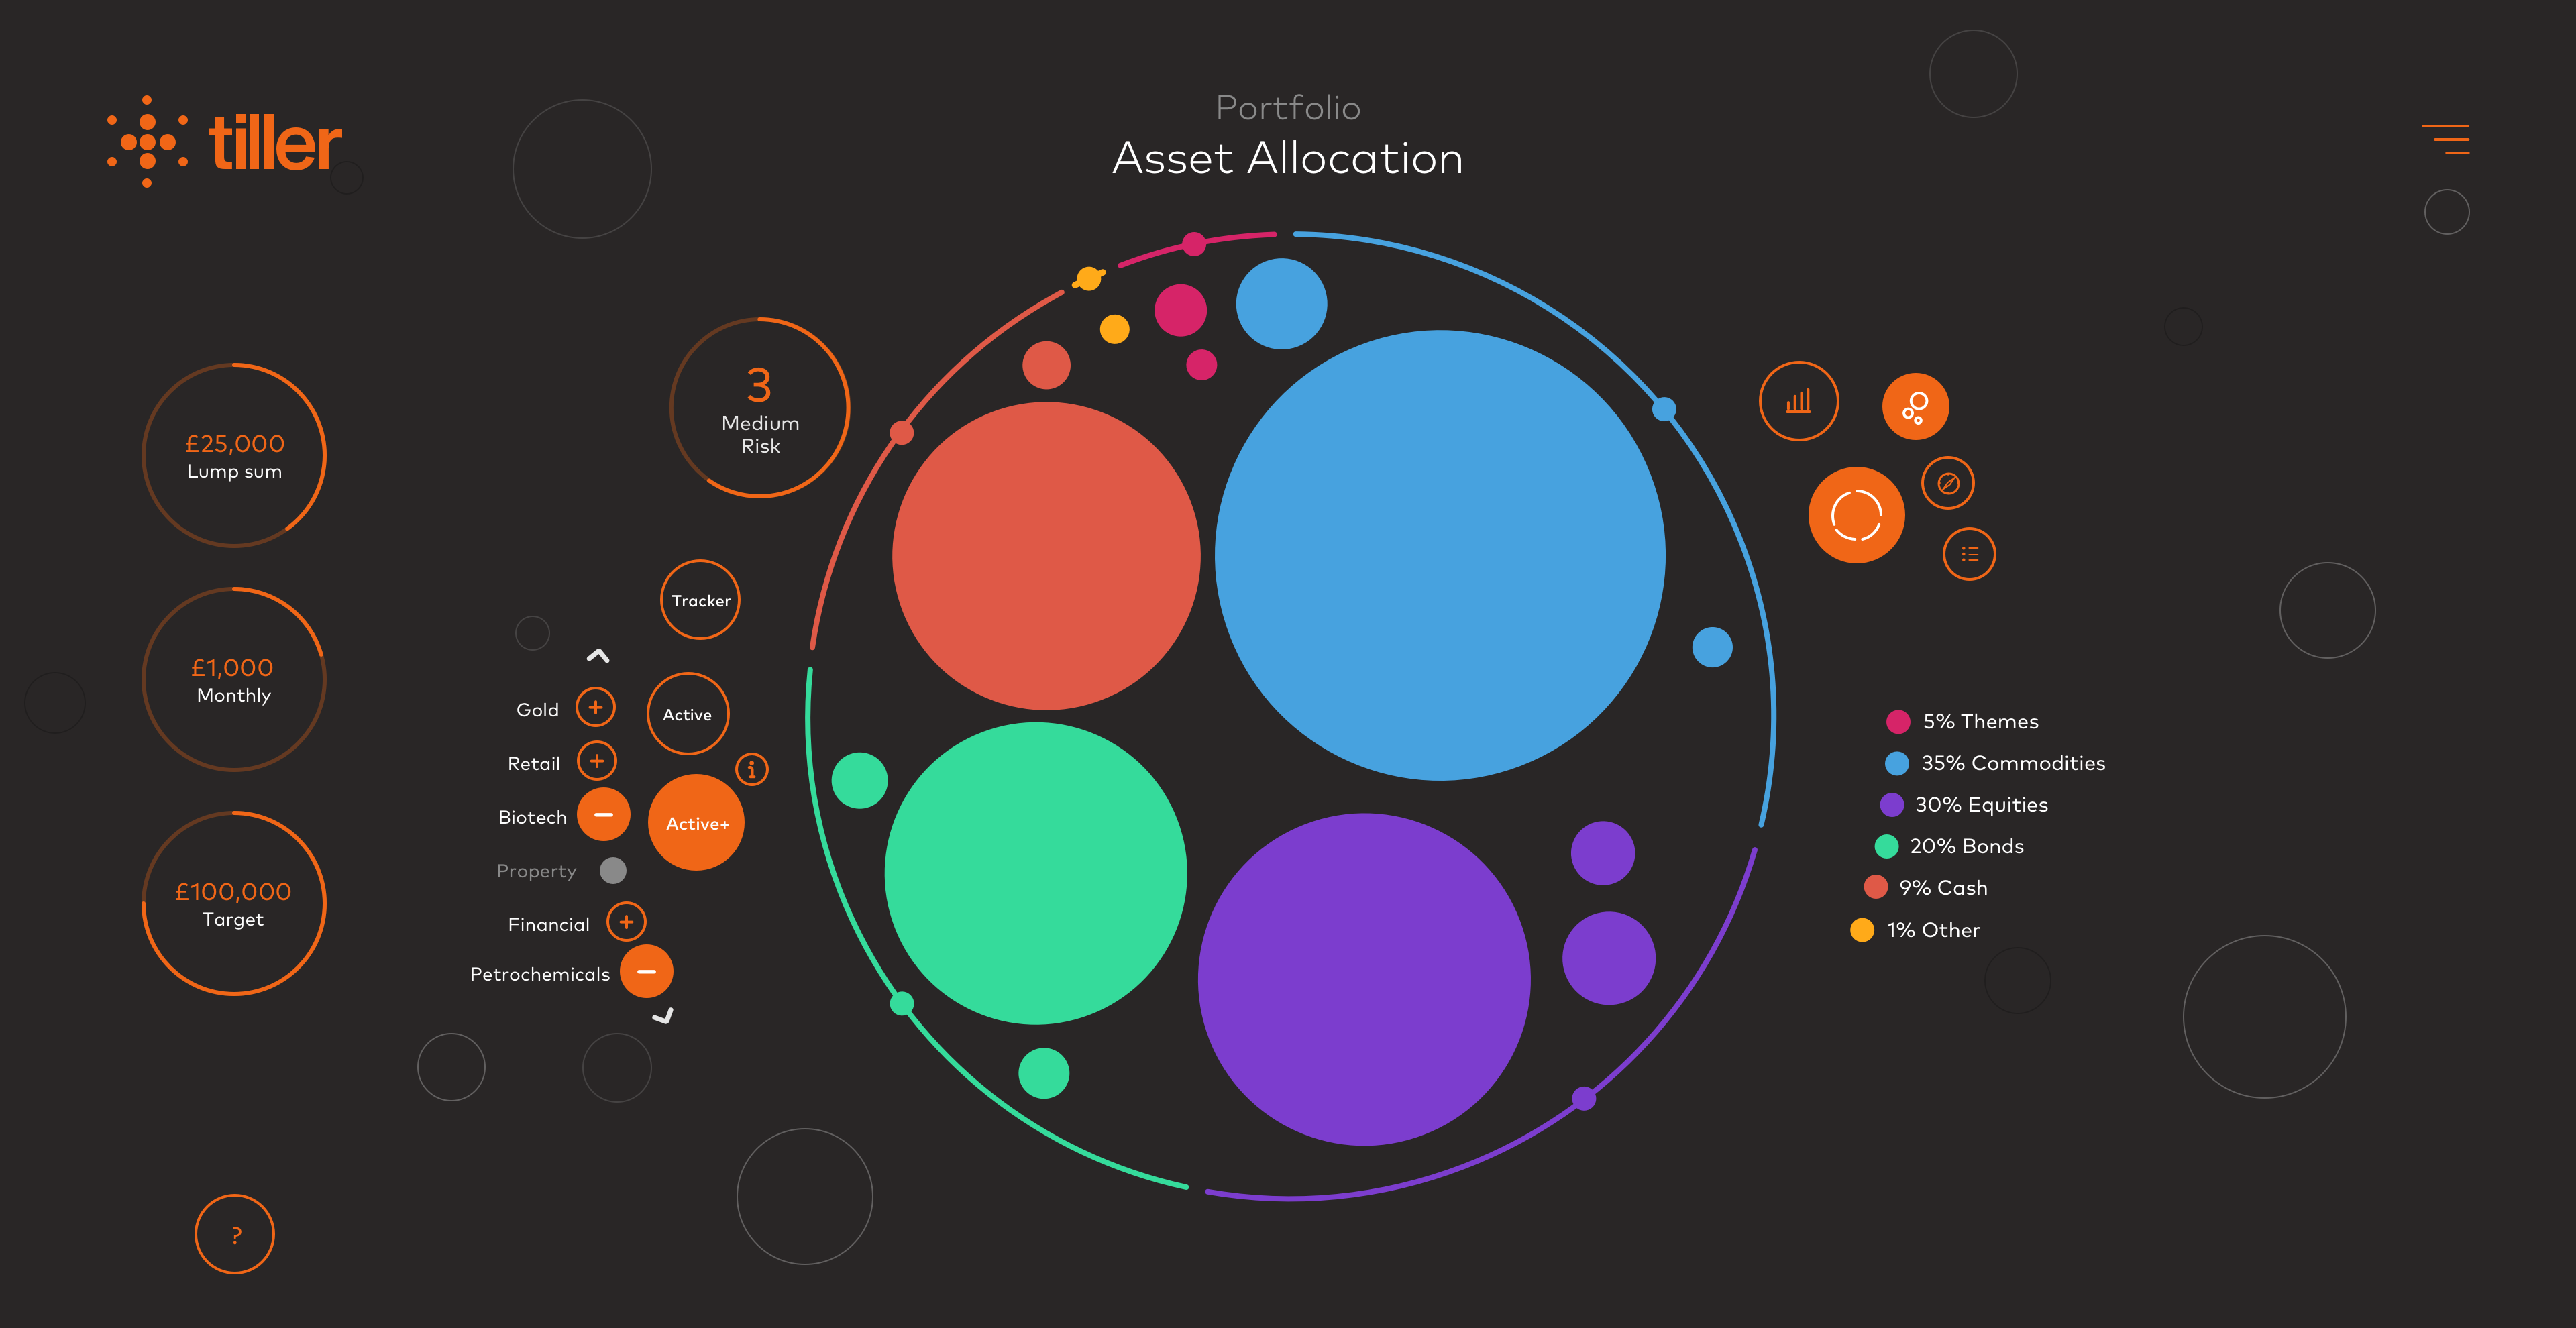 tiller
Portfolio
Asset Allocation
£25,000
Lump sum
£1,000
Monthly
£100,000
Target
?
3
Medium
Risk
Tracker
Active
i
Active+
Gold
Retail
Biotech
Property
Financial
Petrochemicals
5% Themes
35% Commodities
30% Equities
20% Bonds
9% Cash
1% Other